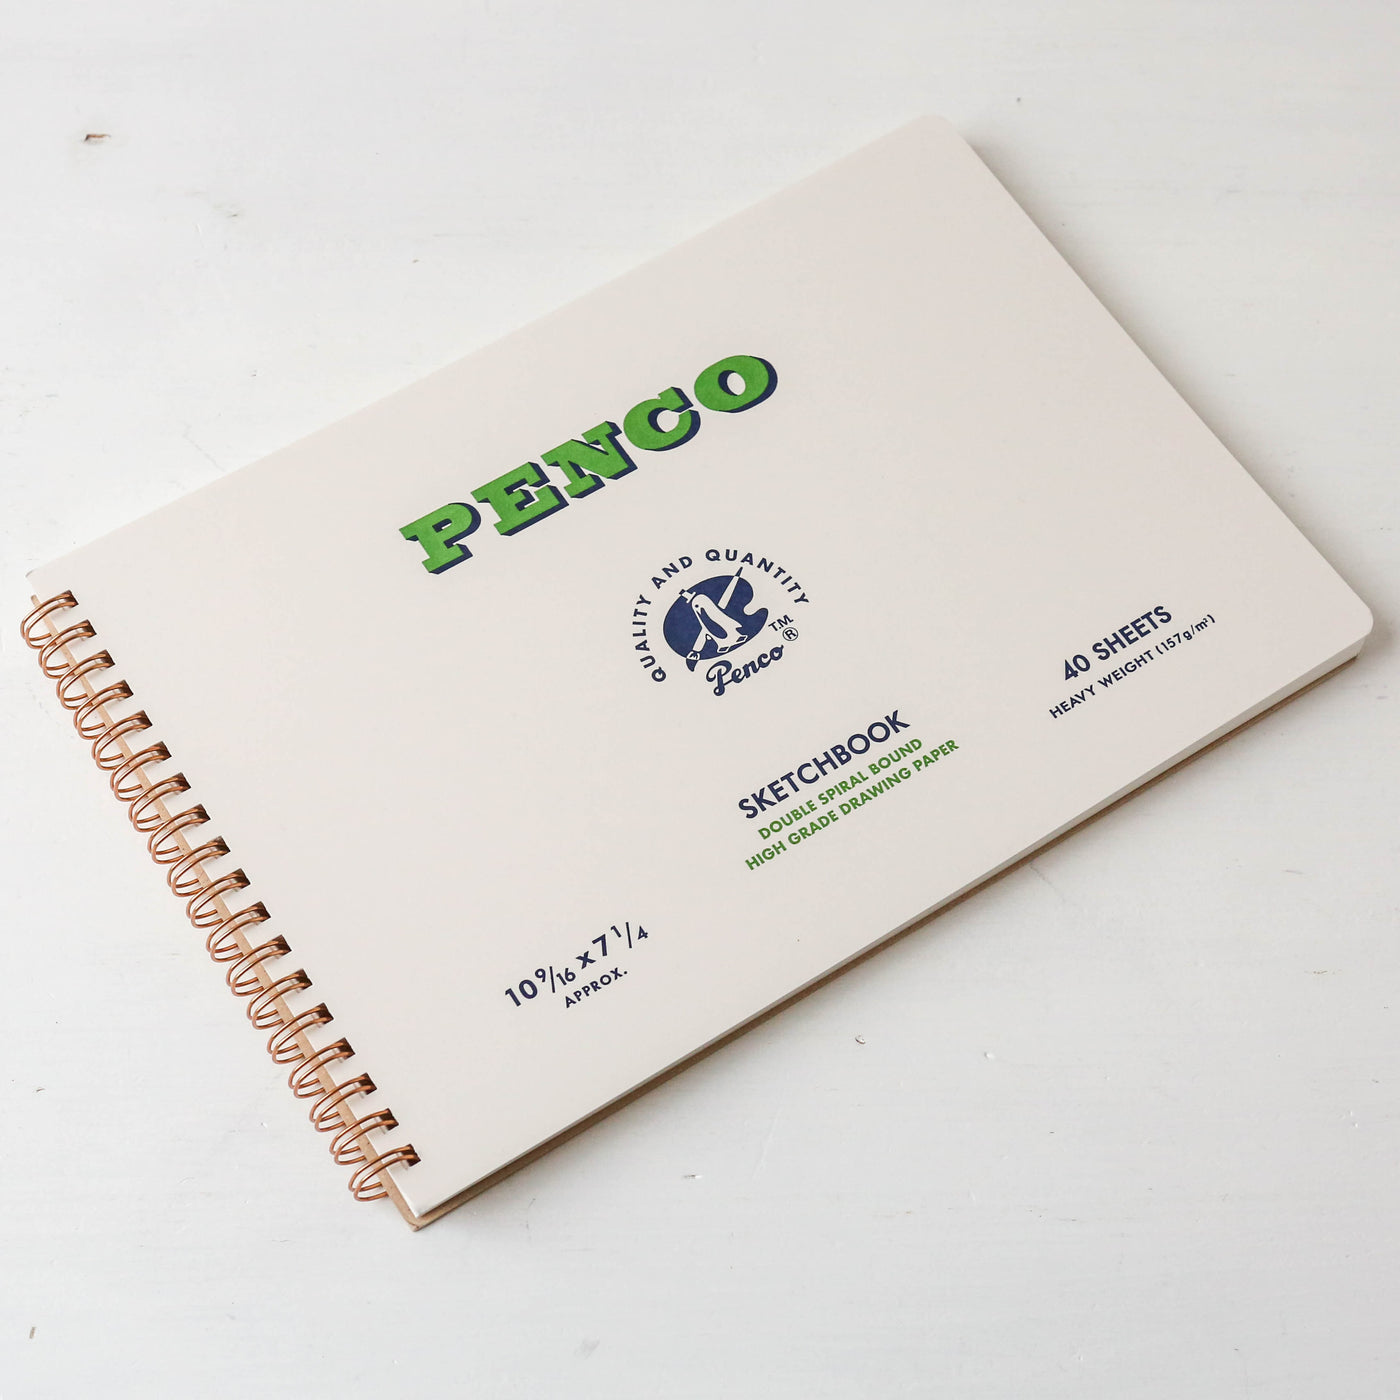 PENCO
QUALITY AND QUANTITY
Penco
T.M.
®
SKETCHBOOK
DOUBLE SPIRAL BOUND
HIGH GRADE DRAWING PAPER
40 SHEETS
HEAVY WEIGHT (157g/m²)
10 9/16 x 7 1/4
APPROX.